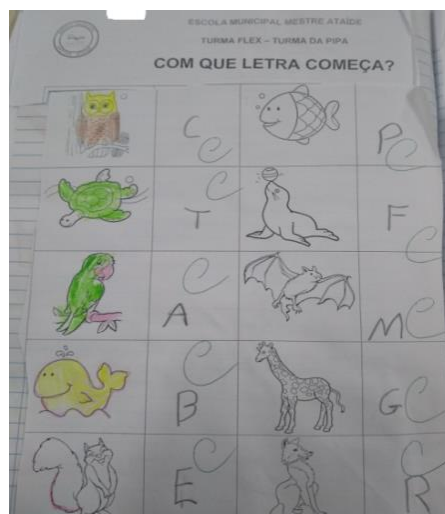 ESCOLA MUNICIPAL MESTRE ATAÍDE
TURMA FLEX – TURMA DA PIPA
COM QUE LETRA COMEÇA?
C C P C
T C F C
A C M C
B C G C
E C R C